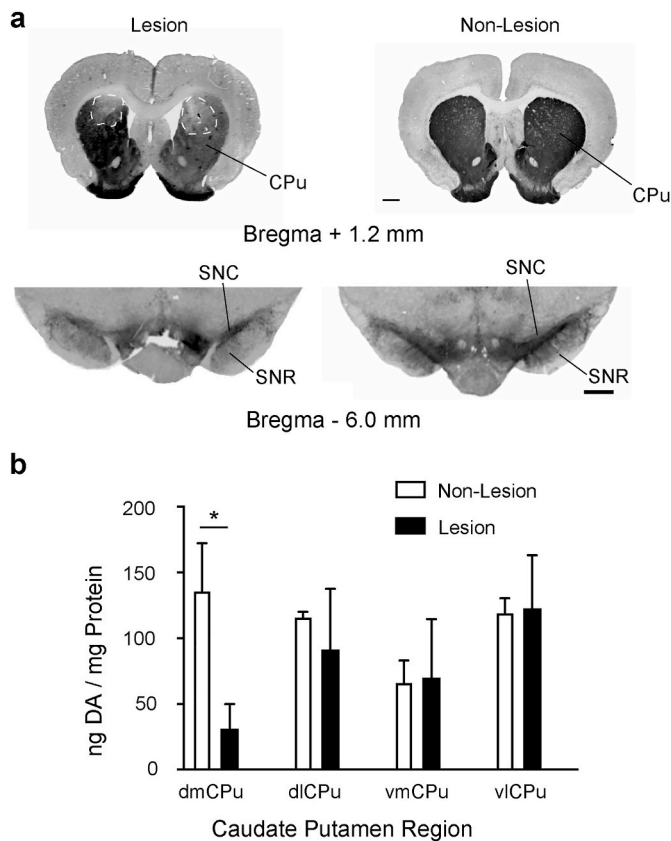 a
Lesion
Non-Lesion
CPu
CPu
Bregma + 1.2 mm
SNC
SNC
SNR
SNR
Bregma - 6.0 mm
b
Non-Lesion
Lesion
*
200
150
100
50
0
ng DA / mg Protein
dmCPu dlCPu vmCPu vlCPu
Caudate Putamen Region